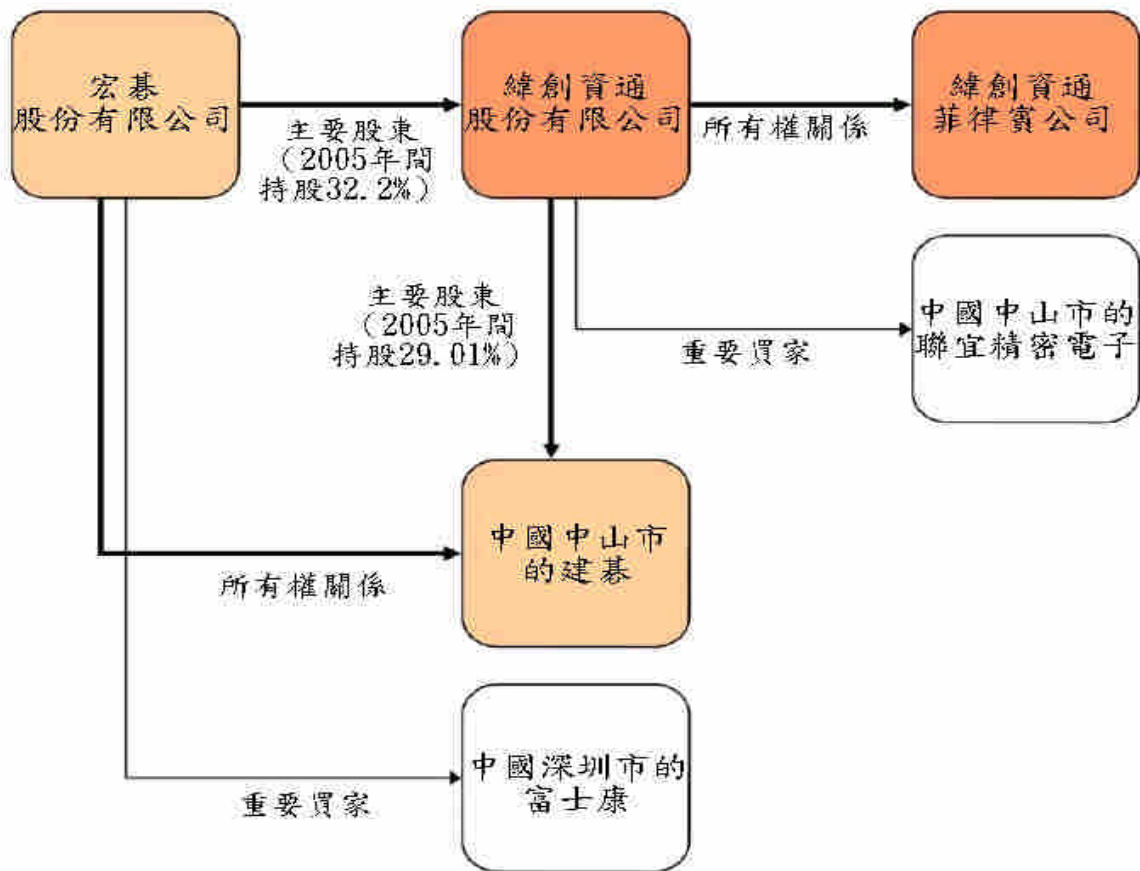 宏碁
股份有限公司
主要股東
（2005年間
持股32.2%）
緯創資通
股份有限公司
所有權關係
緯創資通
菲律賓公司
主要股東
（2005年間
持股29.01%）
重要買家
中國中山市的
聯宜精密電子
中國中山市
的建碁
所有權關係
中國深圳市的
富士康
重要買家